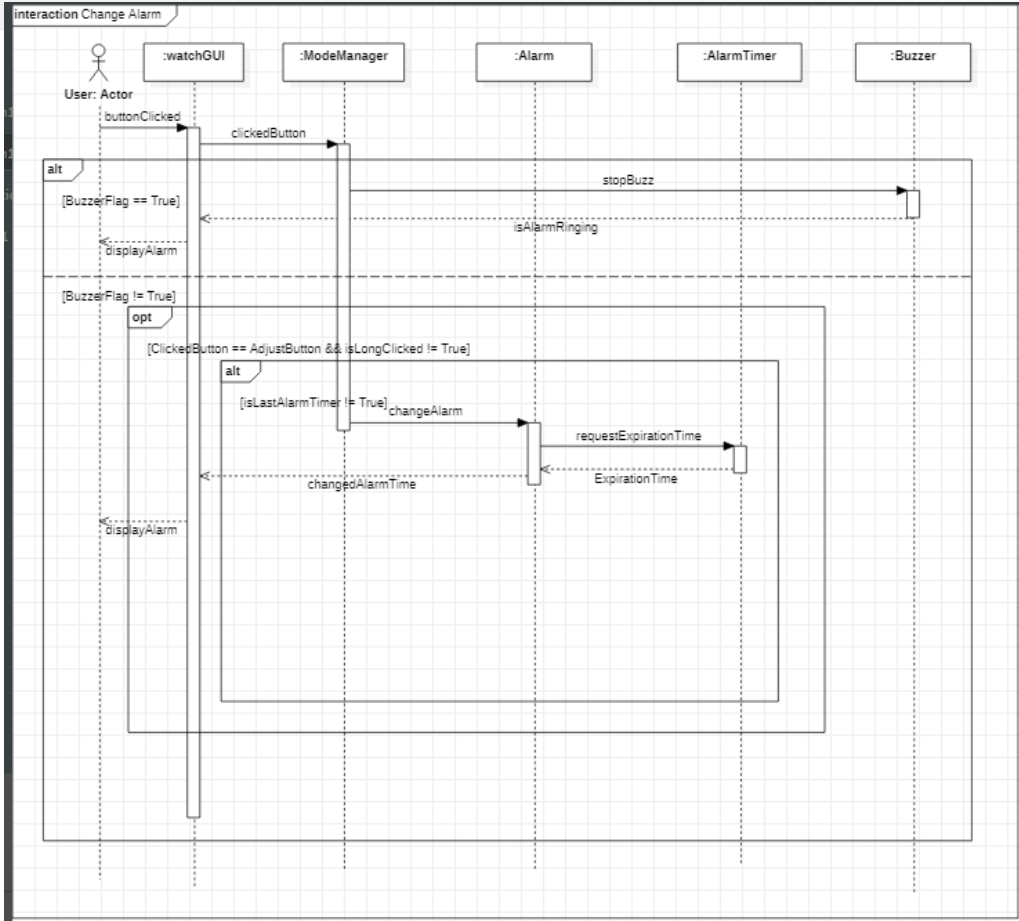 interaction Change Alarm
:watchGUI
:ModeManager
:Alarm
:AlarmTimer
:Buzzer
User: Actor
buttonClicked
clickedButton
alt
stopBuzz
[BuzzerFlag == True]
isAlarmRinging
displayAlarm
[BuzzerFlag != True]
opt
[ClickedButton == AdjustButton && isLongClicked != True]
alt
[isLastAlarmTimer != True]
changeAlarm
requestExpirationTime
ExpirationTime
changedAlarmTime
displayAlarm